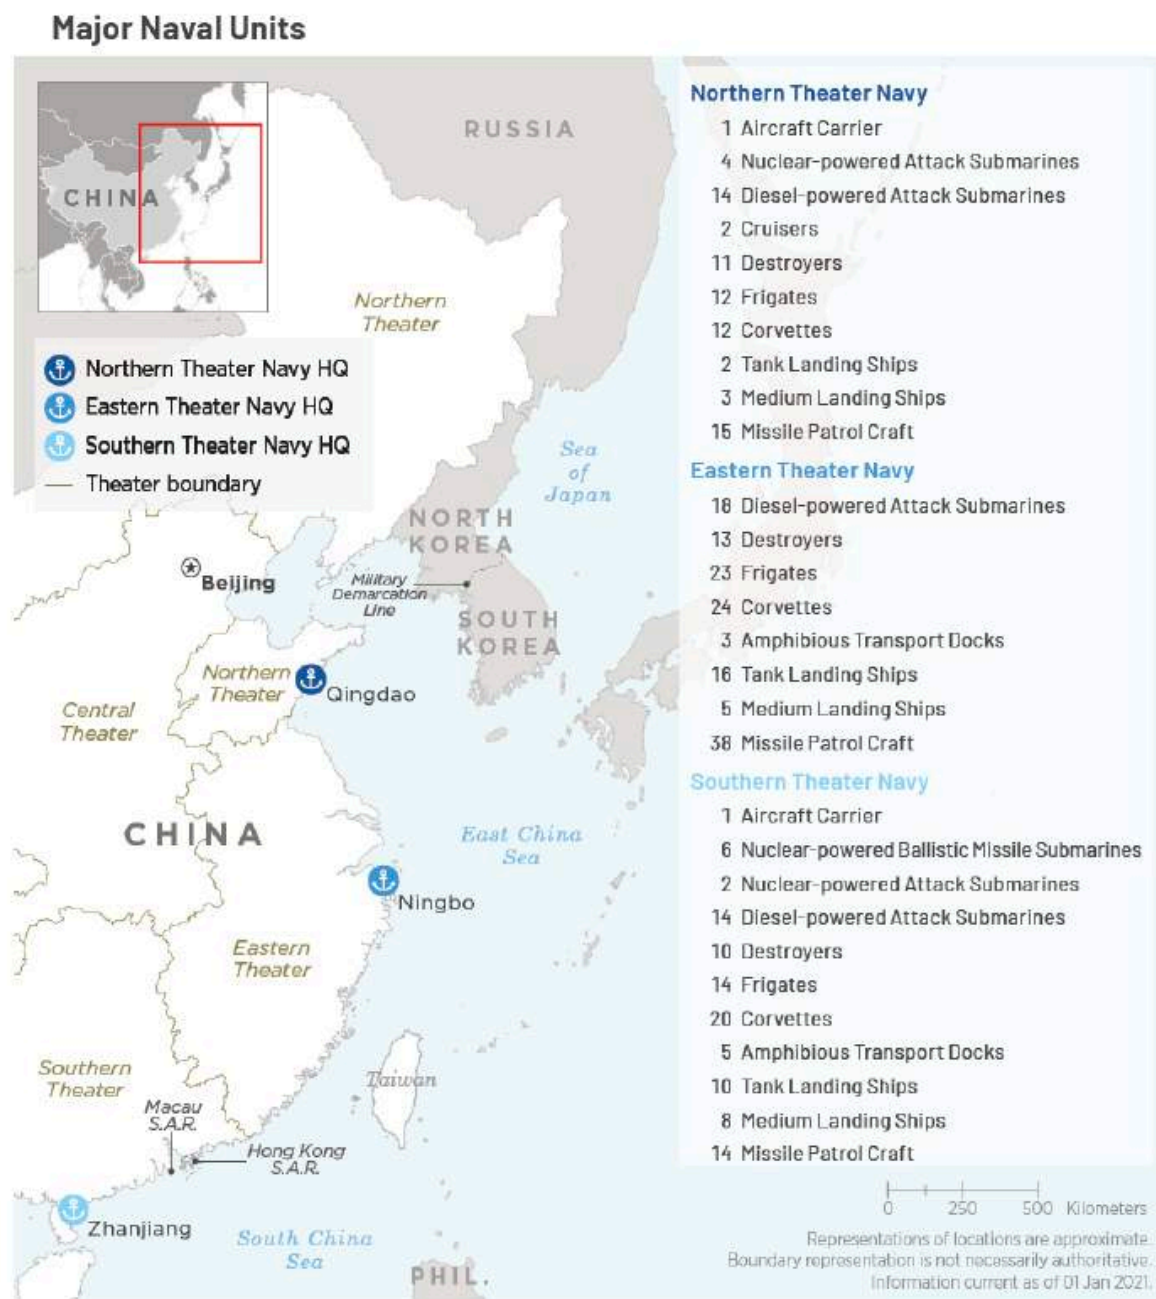 Major Naval Units
CHINA
RUSSIA
Northern
Theater
Northern Theater Navy HQ
Eastern Theater Navy HQ
Southern Theater Navy HQ
Theater boundary
Sea
of
Japan
NORTH
KOREA
Beijing
Military
Demarcation
Line
SOUTH
KOREA
Northern
Theater
Qingdao
Central
Theater
CHINA
East China
Sea
Ningbo
Eastern
Theater
Southern
Theater
Taiwan
Macau
S.A.R.
Hong Kong
S.A.R.
Zhanjiang
South China
Sea
PHIL.
Northern Theater Navy
1 Aircraft Carrier
4 Nuclear-powered Attack Submarines
14 Diesel-powered Attack Submarines
2 Cruisers
11 Destroyers
12 Frigates
12 Corvettes
2 Tank Landing Ships
3 Medium Landing Ships
15 Missile Patrol Craft
Eastern Theater Navy
18 Diesel-powered Attack Submarines
13 Destroyers
23 Frigates
24 Corvettes
3 Amphibious Transport Docks
16 Tank Landing Ships
5 Medium Landing Ships
38 Missile Patrol Craft
Southern Theater Navy
1 Aircraft Carrier
6 Nuclear-powered Ballistic Missile Submarines
2 Nuclear-powered Attack Submarines
14 Diesel-powered Attack Submarines
10 Destroyers
14 Frigates
20 Corvettes
5 Amphibious Transport Docks
10 Tank Landing Ships
8 Medium Landing Ships
14 Missile Patrol Craft
0 250 500 Kilometers
Representations of locations are approximate.
Boundary representation is not necessarily authoritative.
Information current as of 01 Jan 2021.